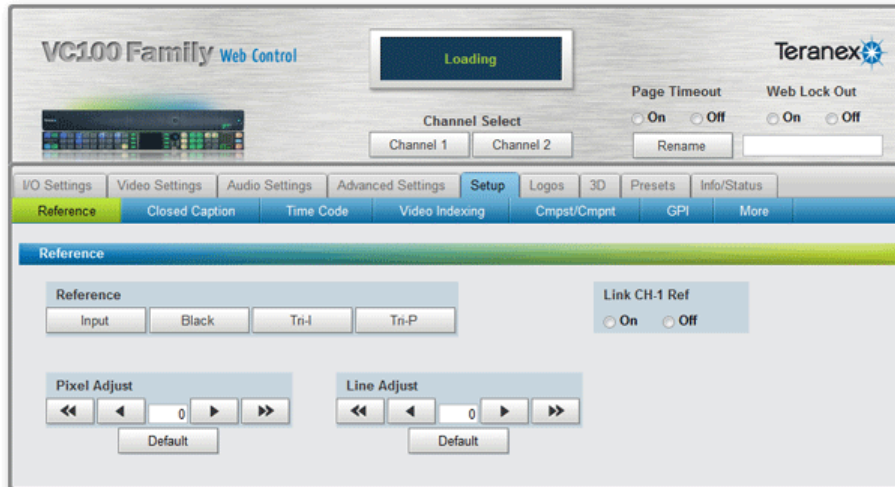 VC100 Family Web Control
Loading
Teranex
Page Timeout
Web Lock Out
On Off
On Off
Channel Select
Channel 1 Channel 2
Rename
I/O Settings Video Settings Audio Settings Advanced Settings Setup Logos 3D Presets Info/Status
Reference Closed Caption Time Code Video Indexing Cmpst/Cmpnt GPI More
Reference
Reference
Input Black Tri-I Tri-P
Link CH-1 Ref
On Off
Pixel Adjust
0
Default
Line Adjust
0
Default